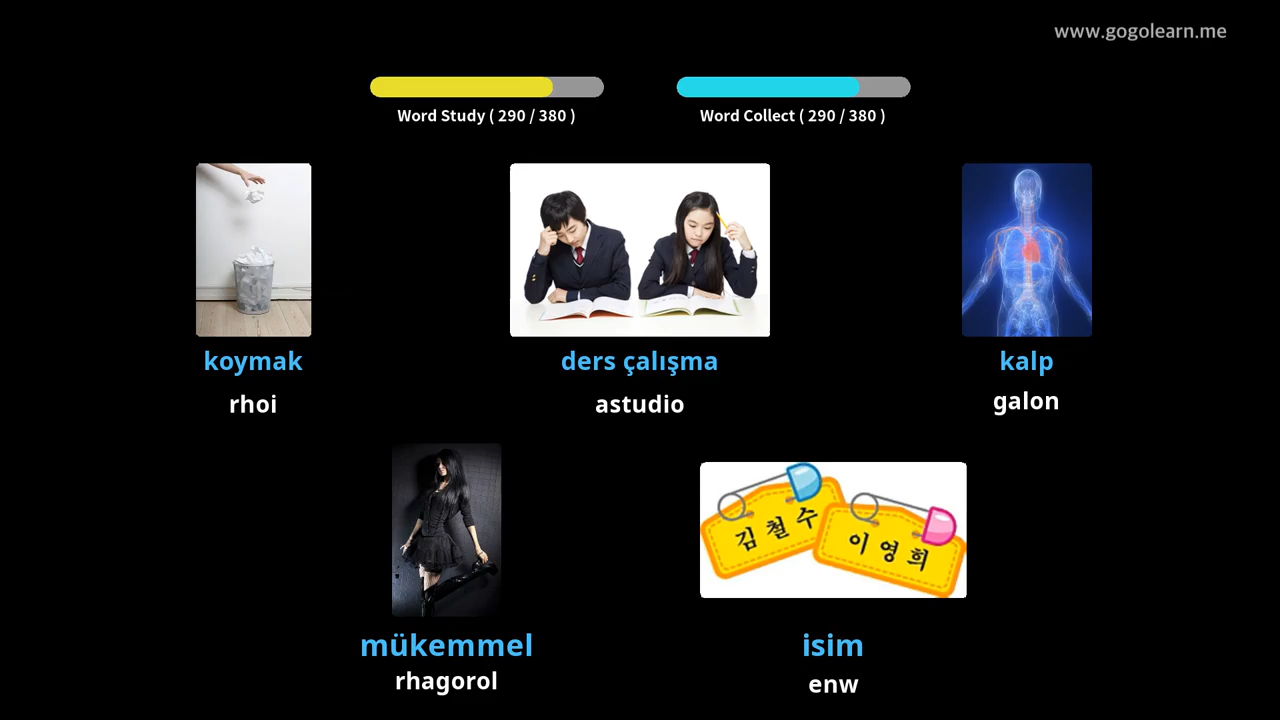 www.gogolearn.me
Word Study ( 290 / 380 )
Word Collect ( 290 / 380 )
koymak
rhoi
ders çalışma
astudio
kalp
galon
김철수
이영희
mükemmel
rhagorol
isim
enw